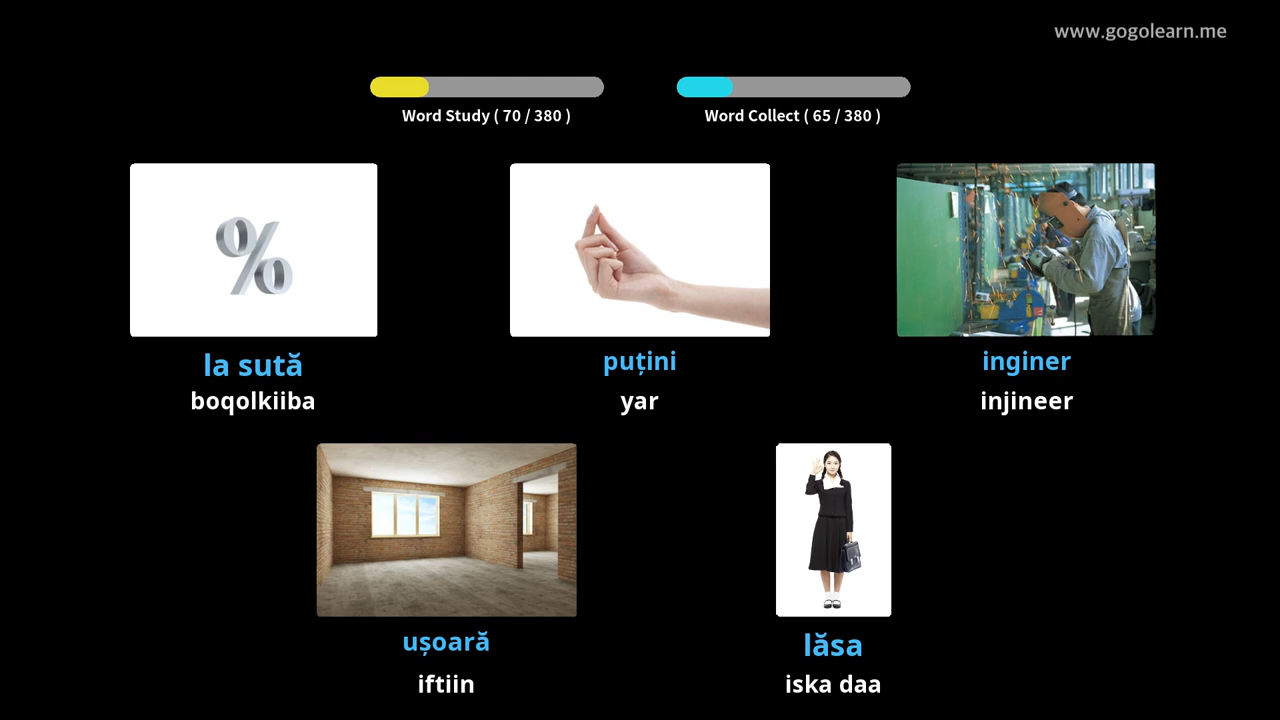 www.gogolearn.me
Word Study ( 70 / 380 )
Word Collect ( 65 / 380 )
%
la sută
boqolkiiba
puțini
yar
inginer
injineer
ușoară
iftiin
lăsa
iska daa